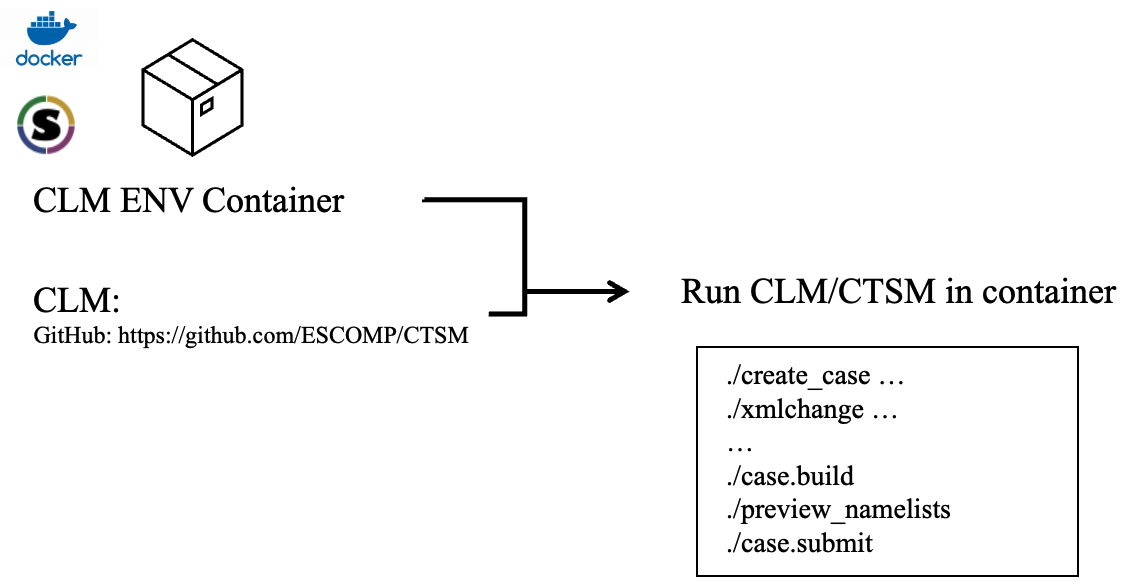 docker
S
CLM ENV Container
CLM:
GitHub: https://github.com/ESCOMP/CTSM
Run CLM/CTSM in container
./create_case …
./xmlchange …
…
./case.build
./preview_namelists
./case.submit